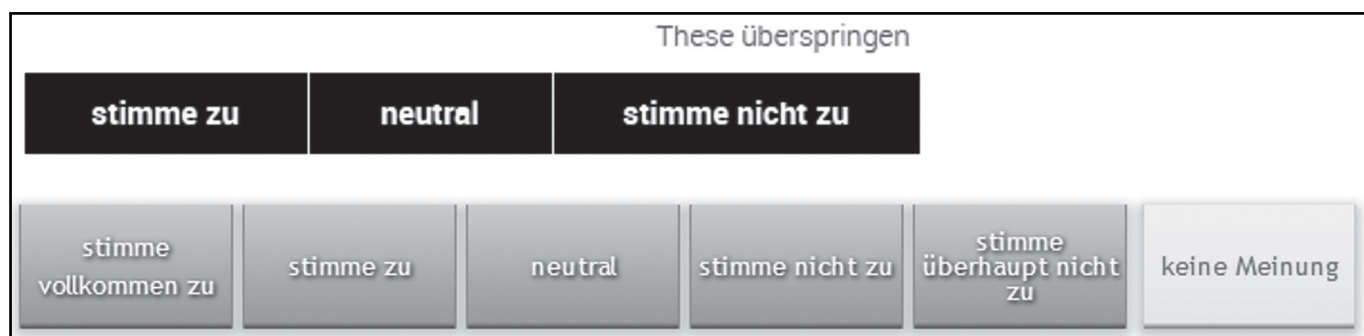 These überspringen
stimme zu neutral stimme nicht zu
stimme
vollkommen zu
stimme zu
neutral
stimme nicht zu
stimme
überhaupt nicht
zu
keine Meinung